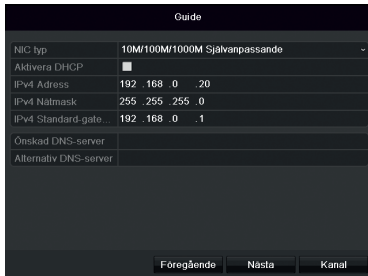 Guide
NIC typ 10M/100M/1000M Självanpassande
Aktivera DHCP
IPv4 Adress 192 .168 .0 .20
IPv4 Nätmask 255 .255 .255 .0
IPv4 Standard-gate... 192 .168 .0 .1
Önskad DNS-server
Alternativ DNS-server
Föregående Nästa Kanal